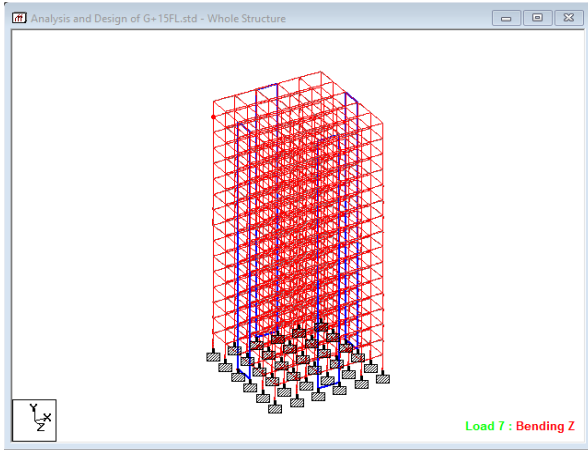 Analysis and Design of G+15FL.std - Whole Structure
Y
X
Z
Load 7 : Bending Z